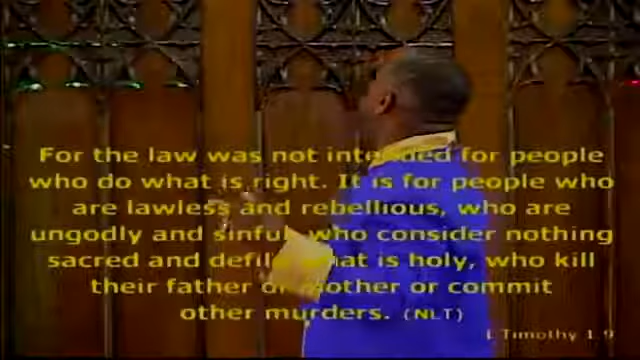 For the law was not intended for people
who do what is right. It is for people who
are lawless and rebellious, who are
ungodly and sinful, who consider nothing
sacred and defile what is holy, who kill
their father or mother or commit
other murders. (NLT)
I Timothy 1 9